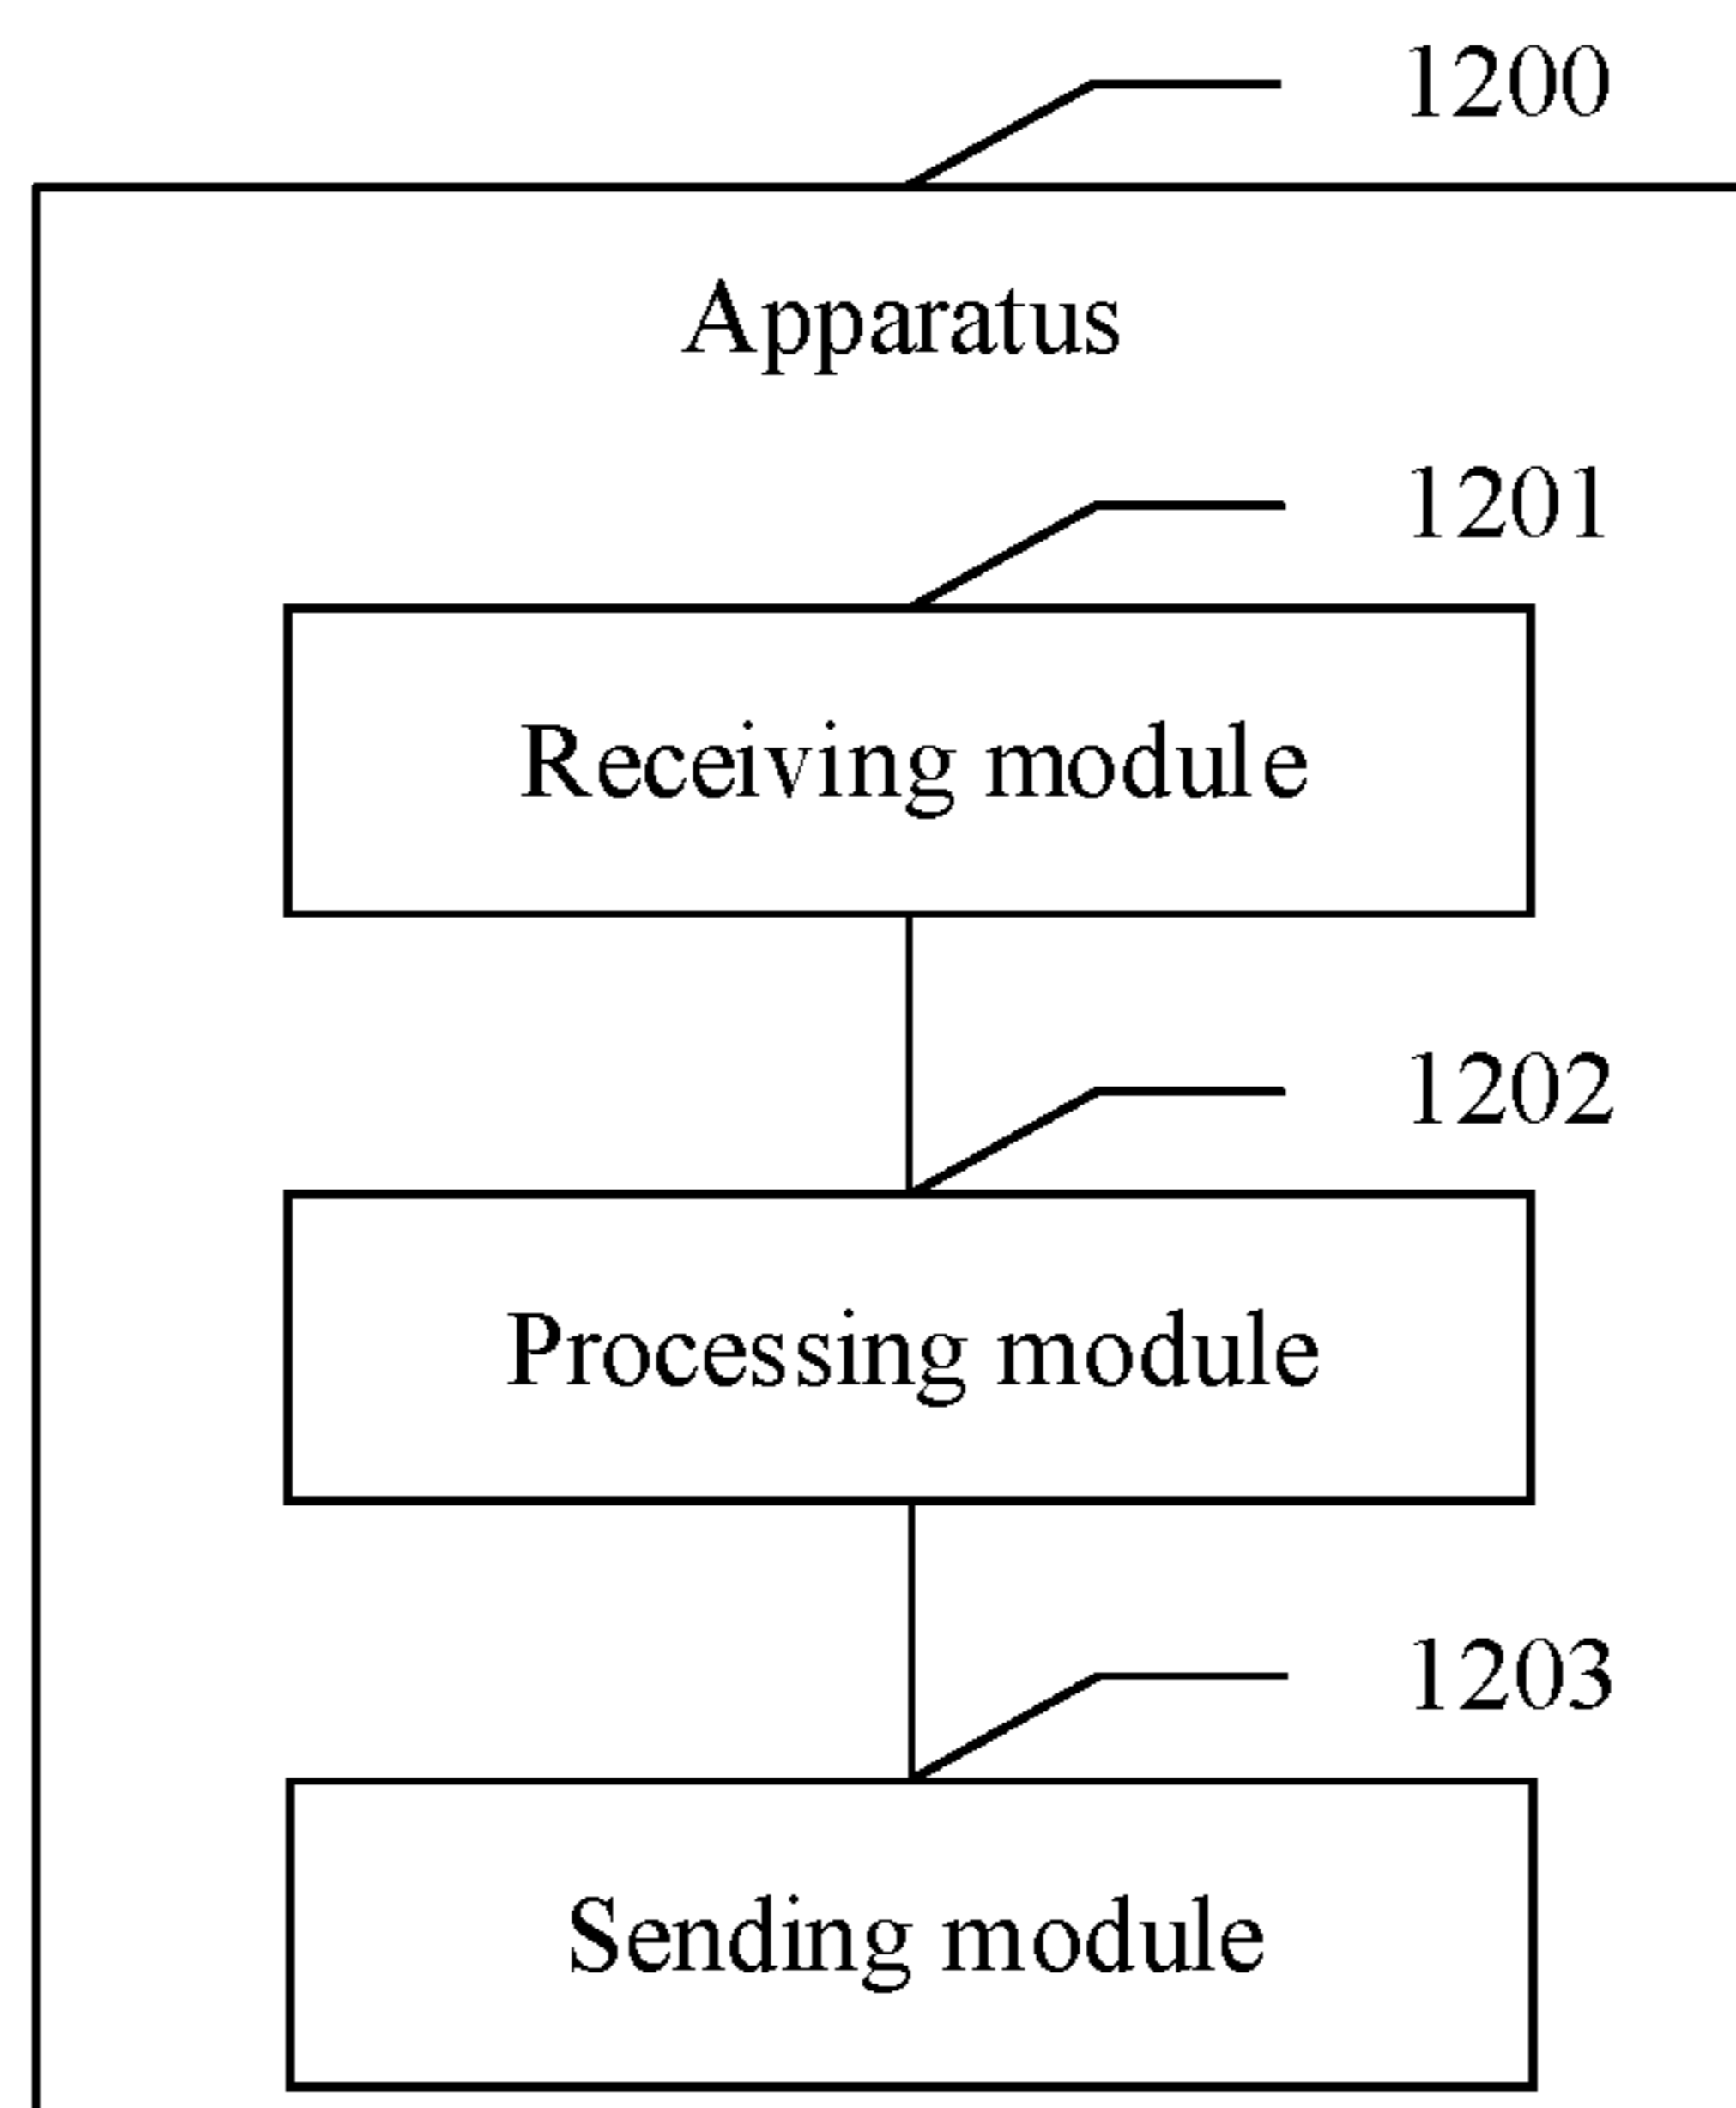 1200
Apparatus
1201
Receiving module
1202
Processing module
1203
Sending module